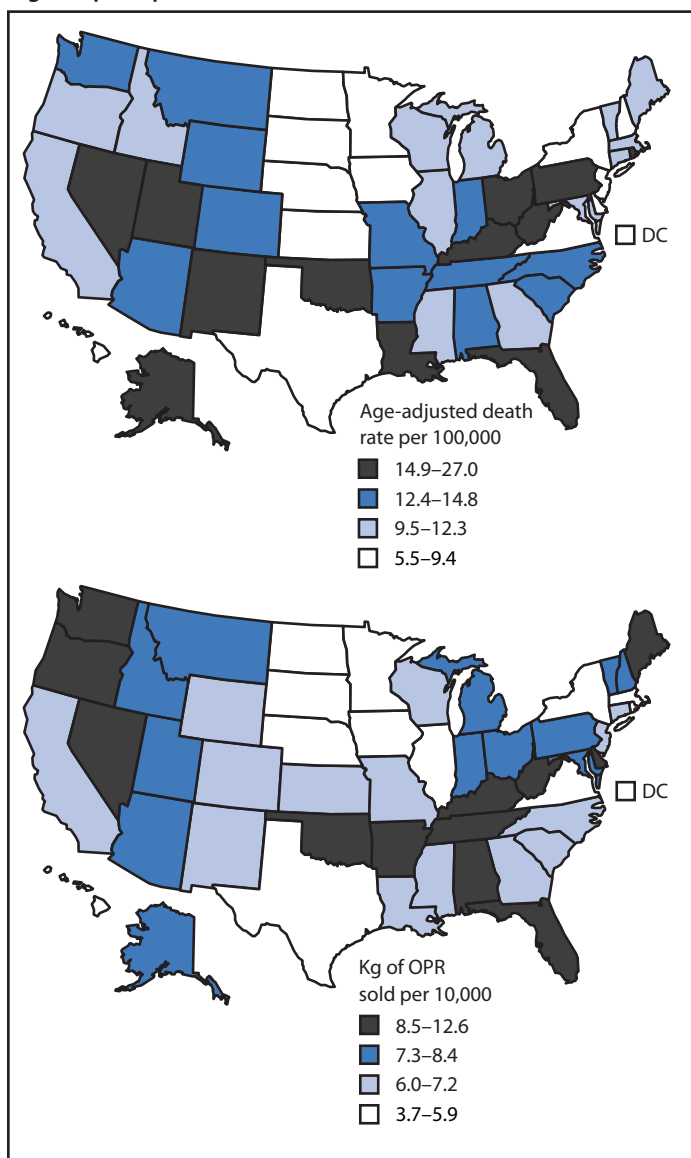 DC
Age-adjusted death
rate per 100,000
14.9–27.0
12.4–14.8
9.5–12.3
5.5–9.4
DC
Kg of OPR
sold per 10,000
8.5–12.6
7.3–8.4
6.0–7.2
3.7–5.9